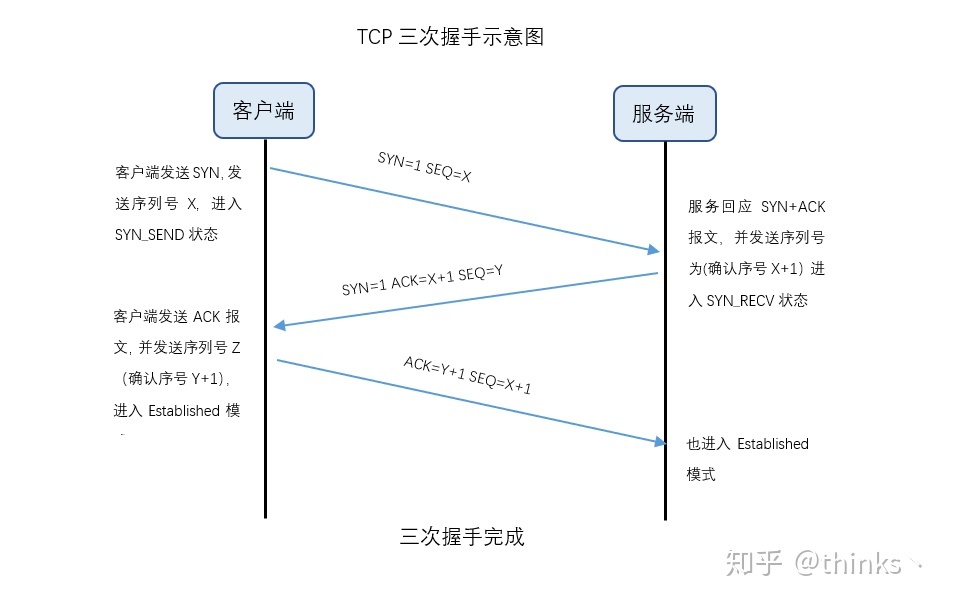 TCP 三次握手示意图
客户端
服务端
SYN=1 SEQ=X
客户端发送 SYN, 发
送序列号 X, 进入
SYN_SEND 状态
服务回应 SYN+ACK
报文, 并发送序列号
为(确认序号 X+1) 进
入 SYN_RECV 状态
SYN=1 ACK=X+1 SEQ=Y
客户端发送 ACK 报
文, 并发送序列号 Z
(确认序号 Y+1),
进入 Established 模
ACK=Y+1 SEQ=X+1
也进入 Established
模式
三次握手完成
知乎 @thinks丶